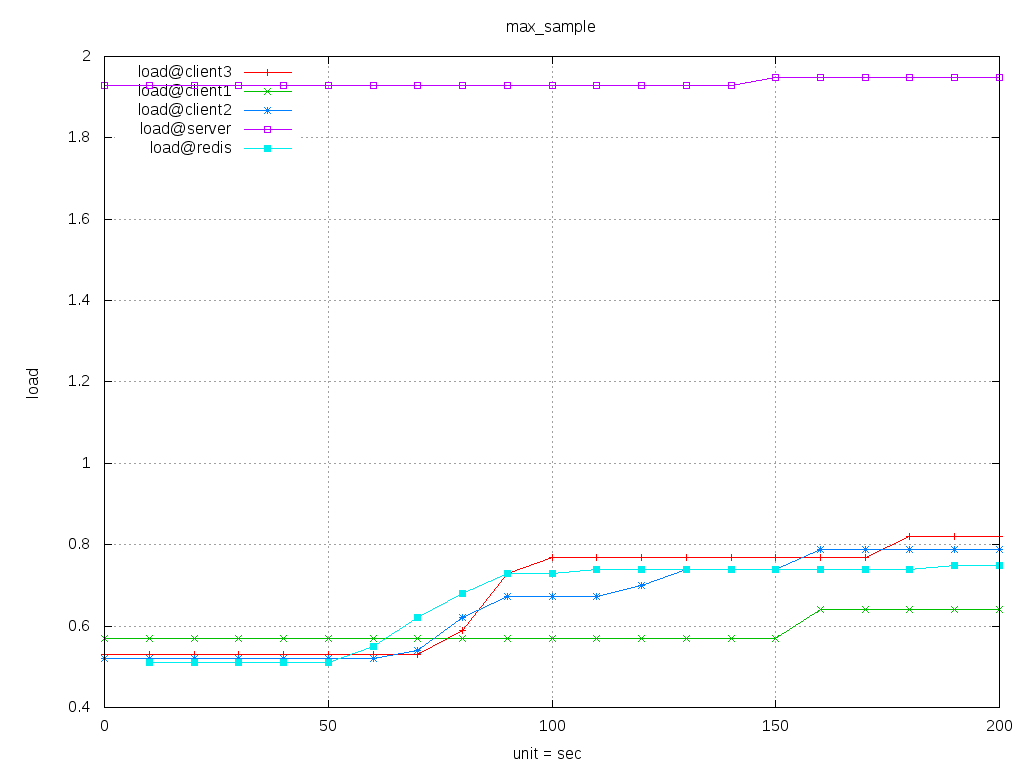 max_sample
2
load@client3
load@client1
load@client2
load@server
load@redis
1.8
1.6
1.4
1.2
1
0.8
0.6
0.4
load
0 50 100 150 200
unit = sec